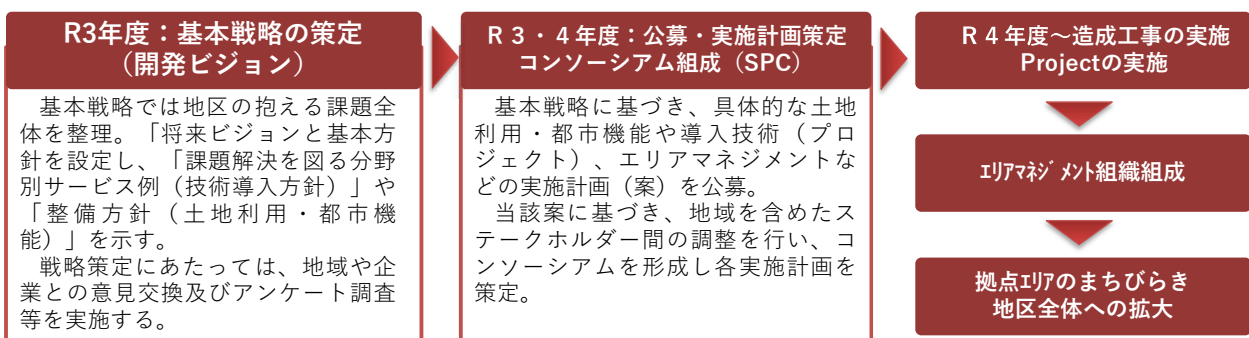 R3年度：基本戦略の策定
（開発ビジョン）
基本戦略では地区の抱える課題全
体を整理。「将来ビジョンと基本方
針を設定し、「課題解決を図る分野
別サービス例（技術導入方針）」や
「整備方針（土地利用・都市機
能）」を示す。
戦略策定にあたっては、地域や企
業との意見交換及びアンケート調査
等を実施する。
R３・４年度：公募・実施計画策定
コンソーシアム組成（SPC）
基本戦略に基づき、具体的な土地
利用・都市機能や導入技術（プロ
ジェクト）、エリアマネジメントな
どの実施計画（案）を公募。
当該案に基づき、地域を含めたス
テークホルダー間の調整を行い、コ
ンソーシアムを形成し各実施計画を
策定。
R４年度～造成工事の実施
Projectの実施
ｴﾘｱﾏﾈｼﾞﾒﾝﾄ組織組成
拠点ｴﾘｱのまちびらき
地区全体への拡大